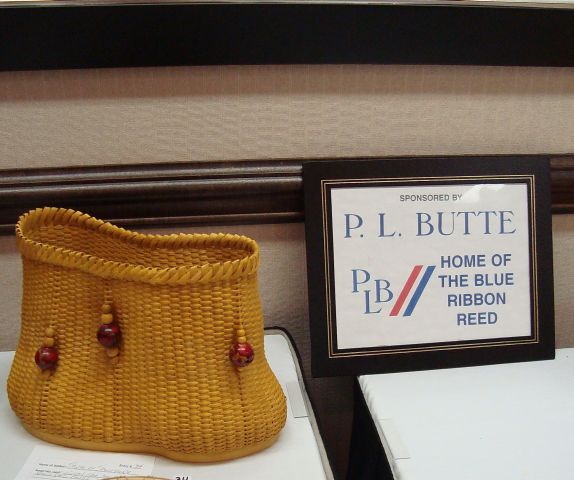 SPONSORED BY
P. L. BUTTE
PLB
HOME OF
THE BLUE
RIBBON
REED